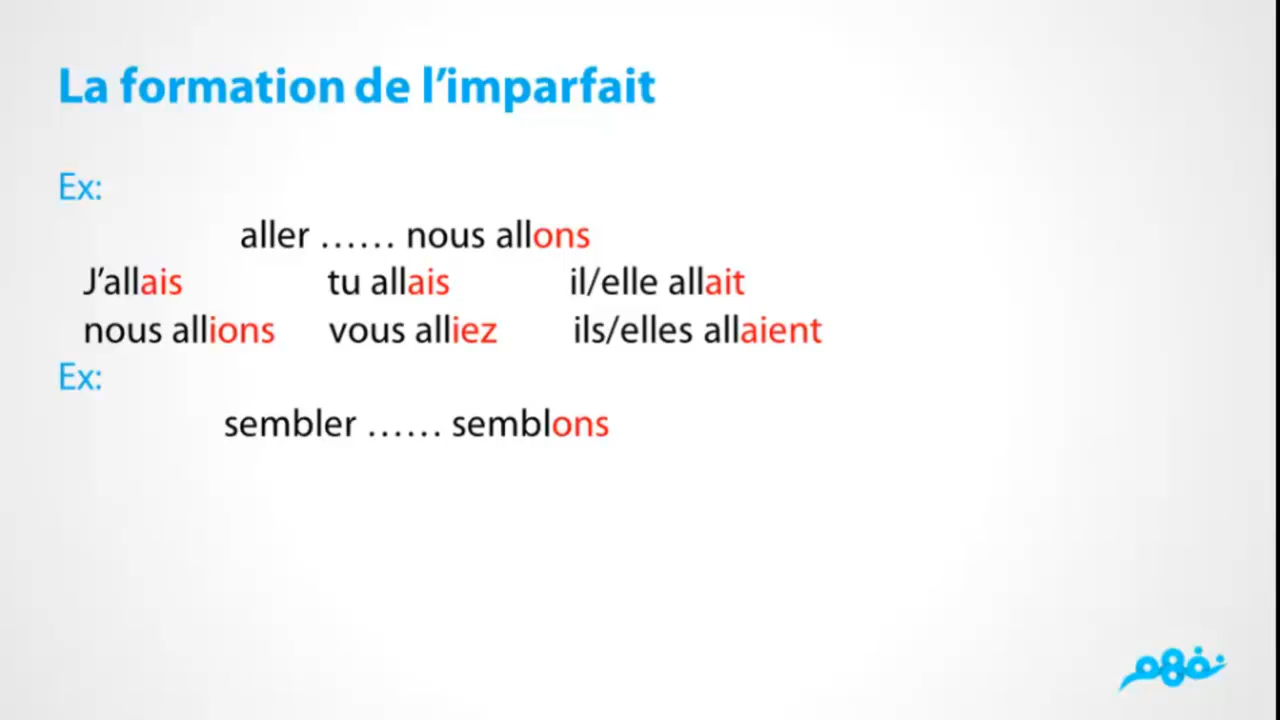 La formation de l’imparfait
Ex:
aller …… nous allons
J’allais tu allais il/elle allait
nous allions vous alliez ils/elles allaient
Ex:
sembler …… semblons
نفهم